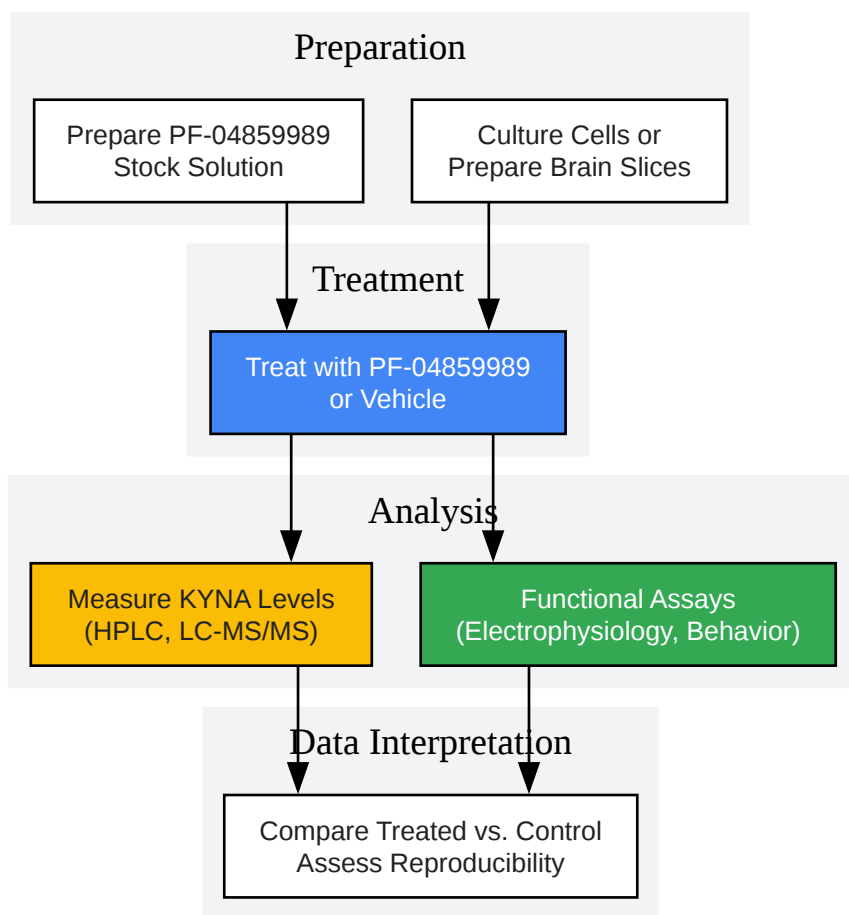 Preparation
Prepare PF-04859989
Stock Solution
Culture Cells or
Prepare Brain Slices
Treatment
Treat with PF-04859989
or Vehicle
Analysis
Measure KYNA Levels
(HPLC, LC-MS/MS)
Functional Assays
(Electrophysiology, Behavior)
Data Interpretation
Compare Treated vs. Control
Assess Reproducibility